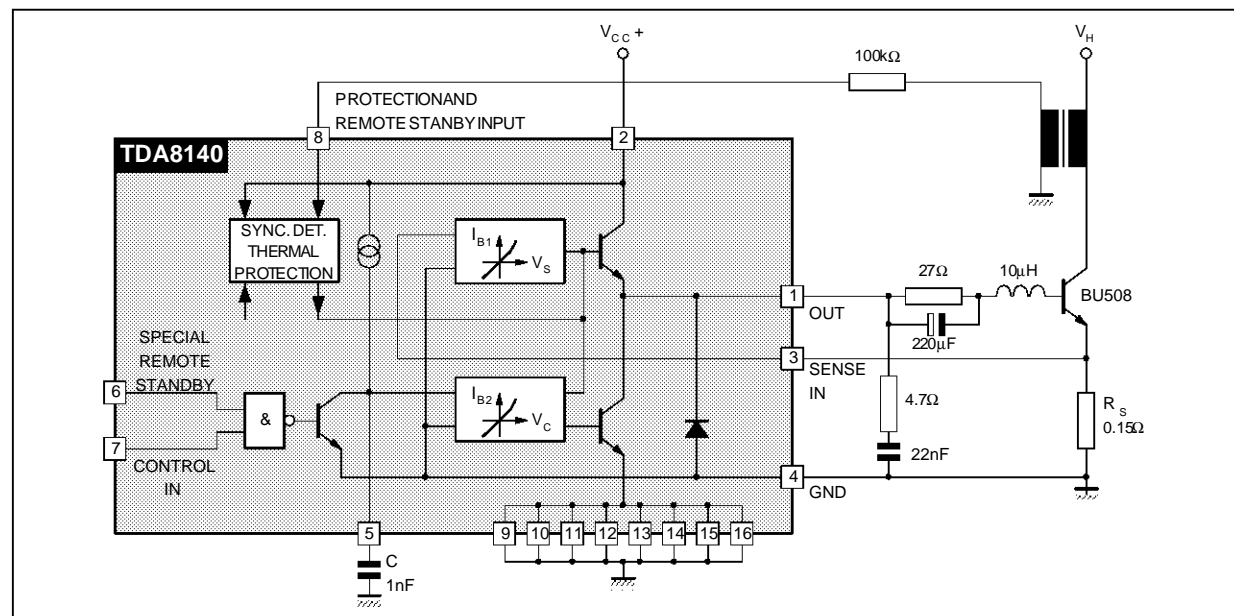 VCC +
VH
100kΩ
PROTECTIONAND
REMOTE STANBY INPUT
8
2
TDA8140
SYNC. DET.
THERMAL
PROTECTION
IB1
VS
27Ω
10µH
1
OUT
BU508
220µF
SPECIAL
REMOTE
STANDBY
3
SENSE
IN
6
IB2
VC
4.7Ω
RS
0.15Ω
&
7
CONTROL
IN
22nF
4
GND
5
9
10
11
12
13
14
15
16
C
1nF